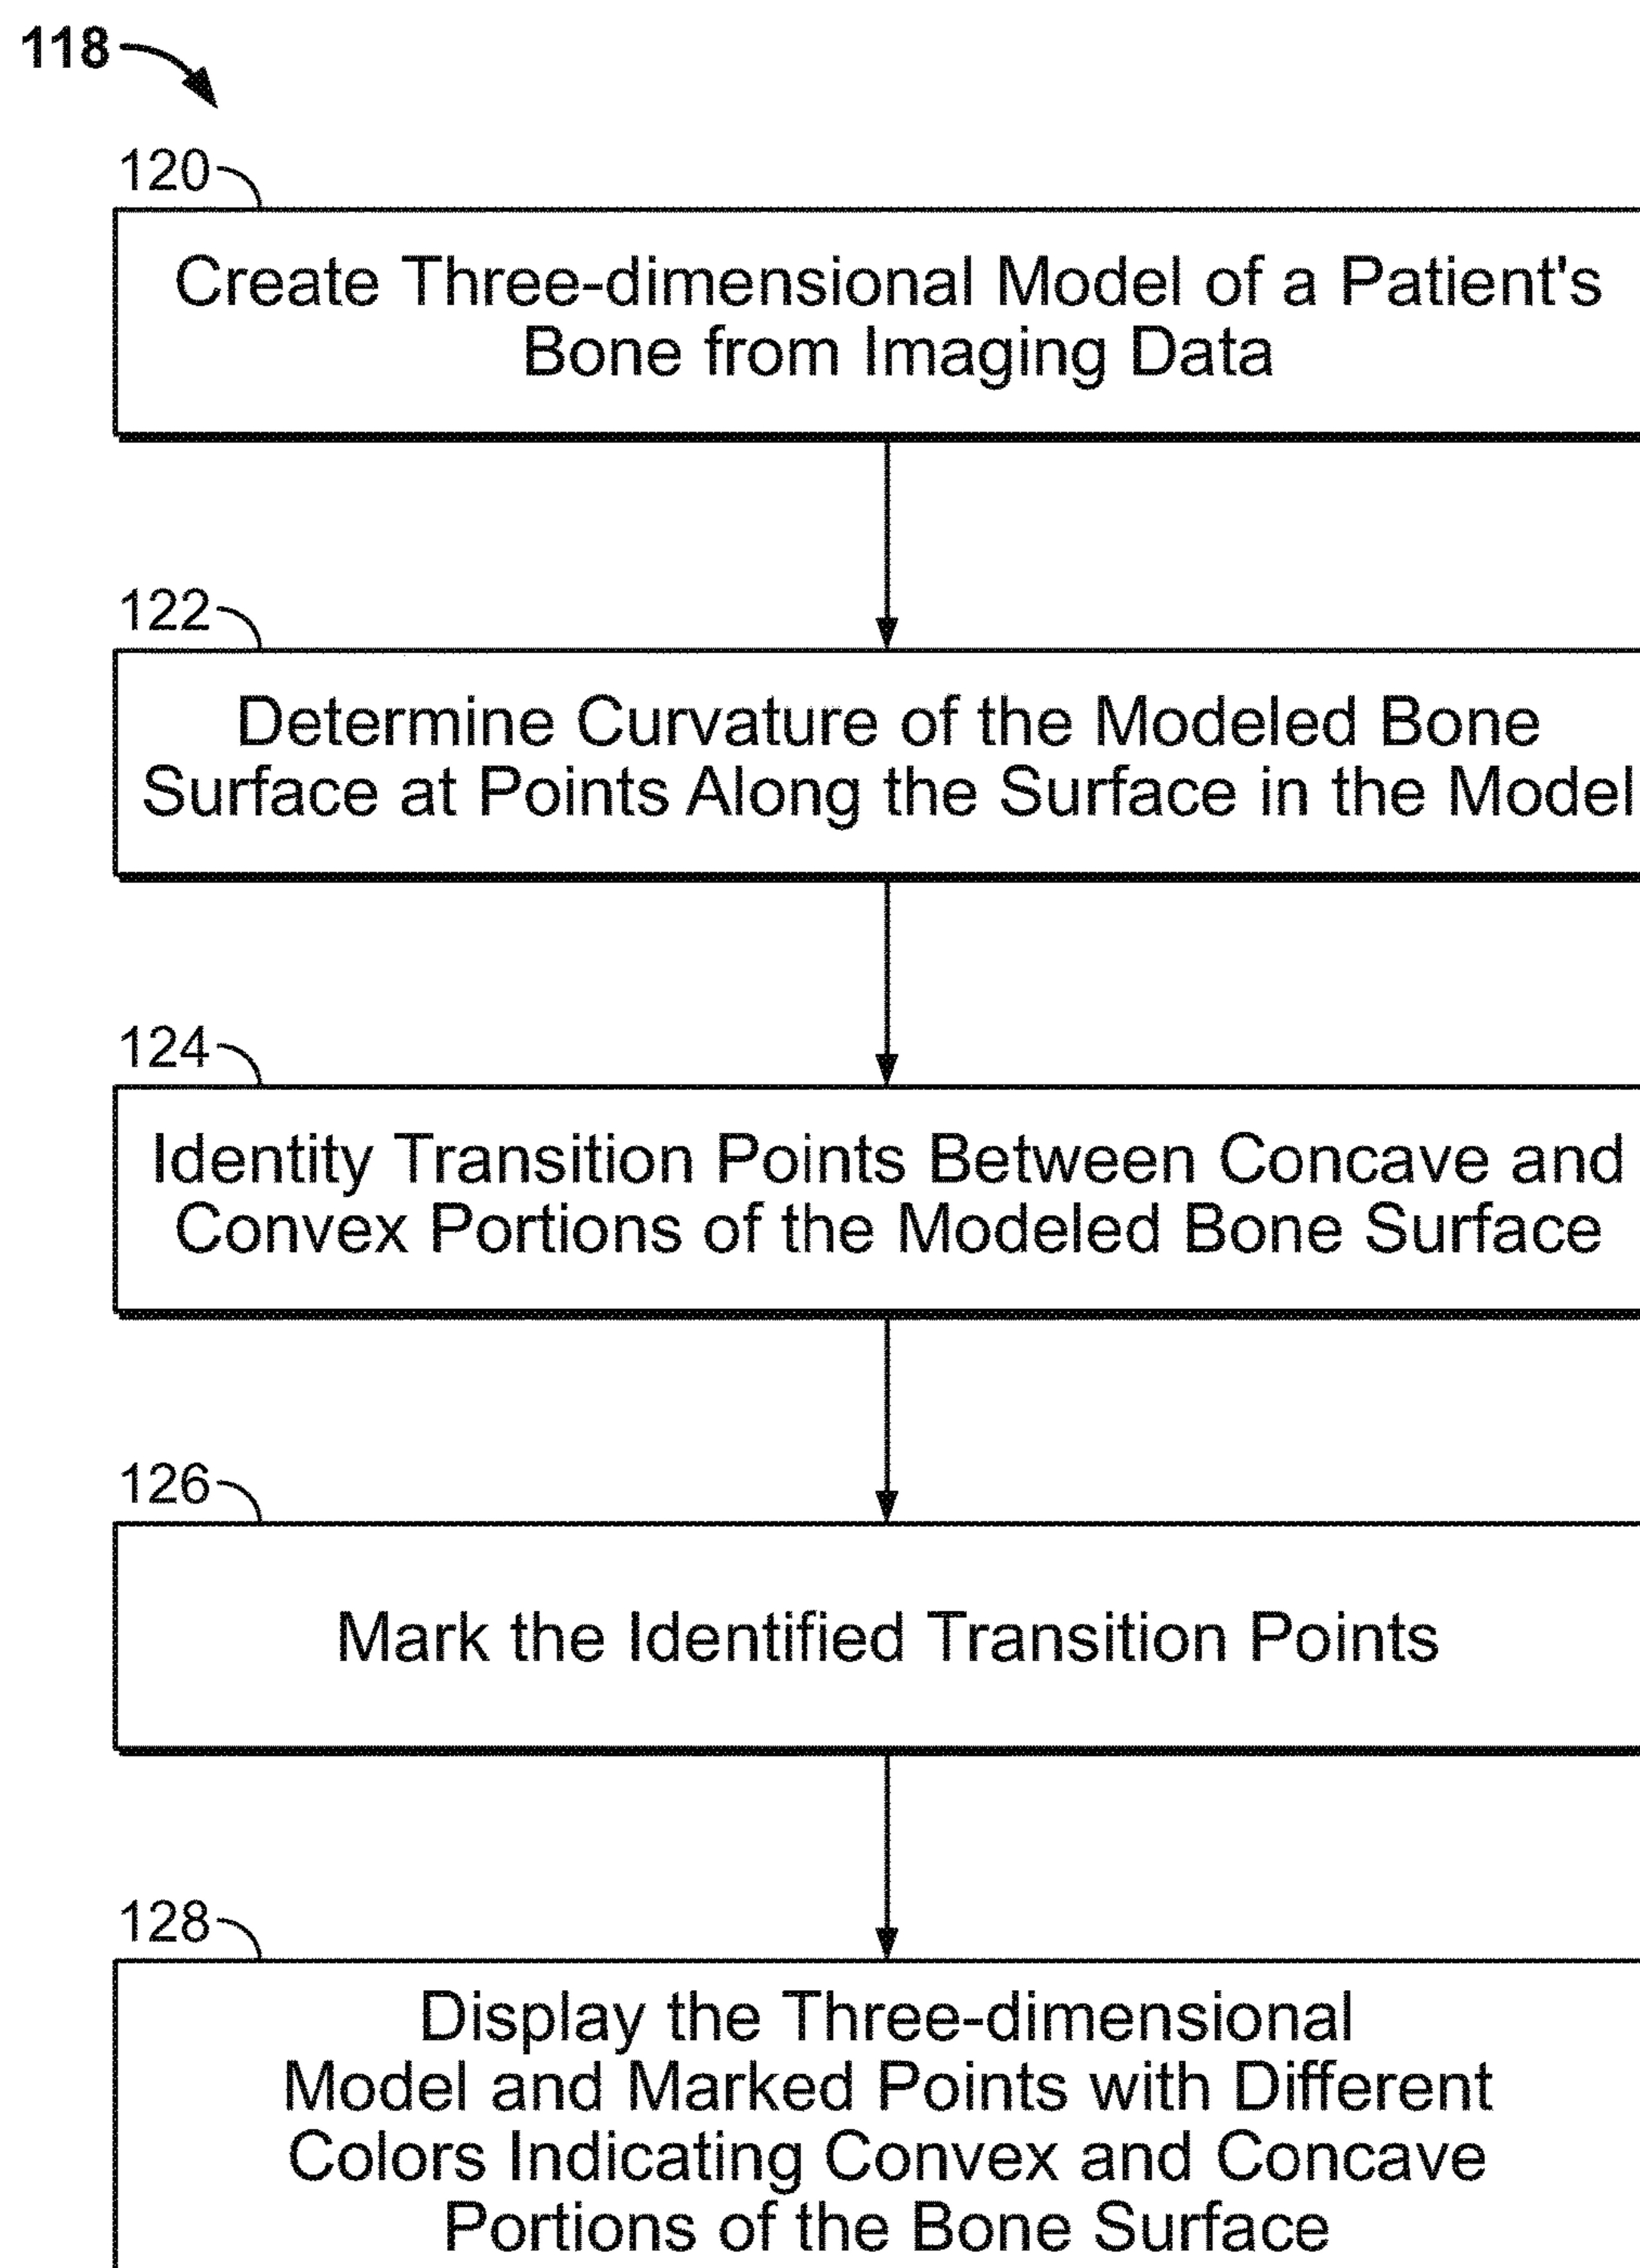 118
120
Create Three-dimensional Model of a Patient's
Bone from Imaging Data
122
Determine Curvature of the Modeled Bone
Surface at Points Along the Surface in the Model
124
Identity Transition Points Between Concave and
Convex Portions of the Modeled Bone Surface
126
Mark the Identified Transition Points
128
Display the Three-dimensional
Model and Marked Points with Different
Colors Indicating Convex and Concave
Portions of the Bone Surface